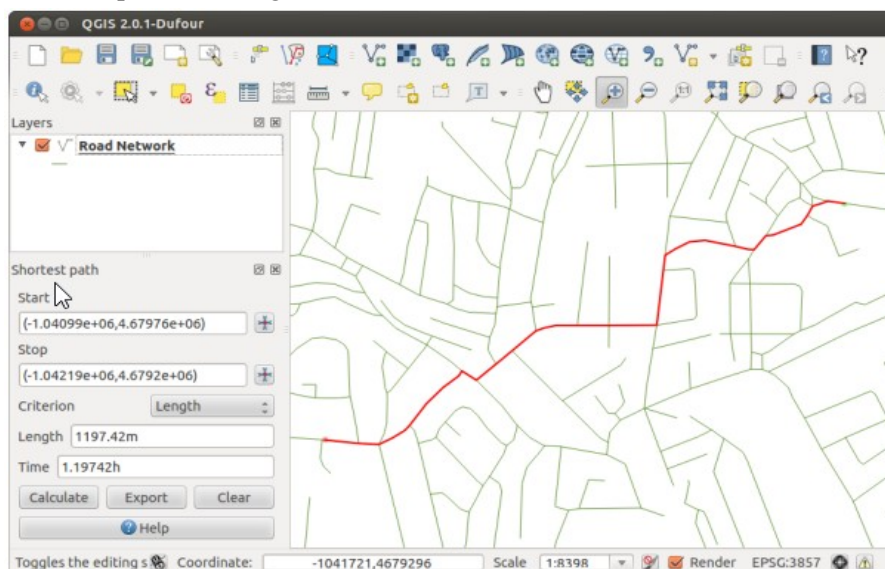 QGIS 2.0.1-Dufour
Layers
Road Network
Shortest path
Start
(-1.04099e+06,4.67976e+06)
Stop
(-1.04219e+06,4.6792e+06)
Criterion Length
Length 1197.42m
Time 1.19742h
Calculate Export Clear
Help
Toggles the editing s Coordinate: -1041721,4679296 Scale 1:8398 Render EPSG:3857